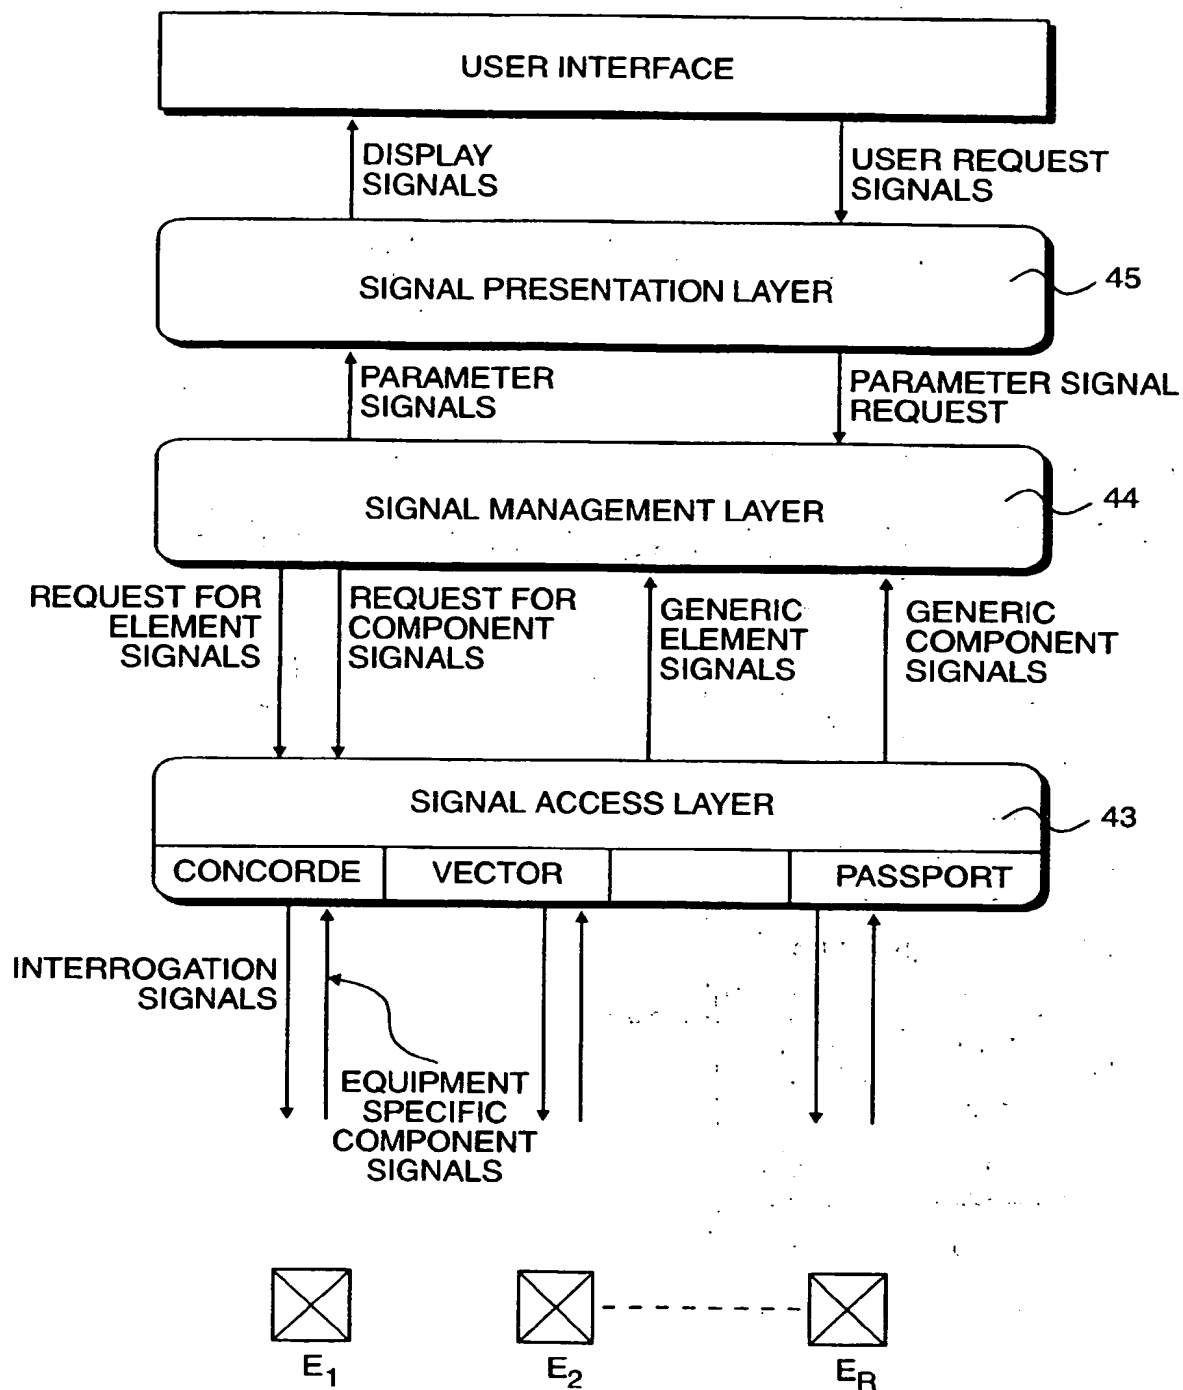 USER INTERFACE
DISPLAY
SIGNALS
USER REQUEST
SIGNALS
SIGNAL PRESENTATION LAYER
45
PARAMETER
SIGNALS
PARAMETER SIGNAL
REQUEST
SIGNAL MANAGEMENT LAYER
44
REQUEST FOR
ELEMENT
SIGNALS
REQUEST FOR
COMPONENT
SIGNALS
GENERIC
ELEMENT
SIGNALS
GENERIC
COMPONENT
SIGNALS
SIGNAL ACCESS LAYER
43
CONCORDE
VECTOR
PASSPORT
INTERROGATION
SIGNALS
EQUIPMENT
SPECIFIC
COMPONENT
SIGNALS
E1
E2
ER